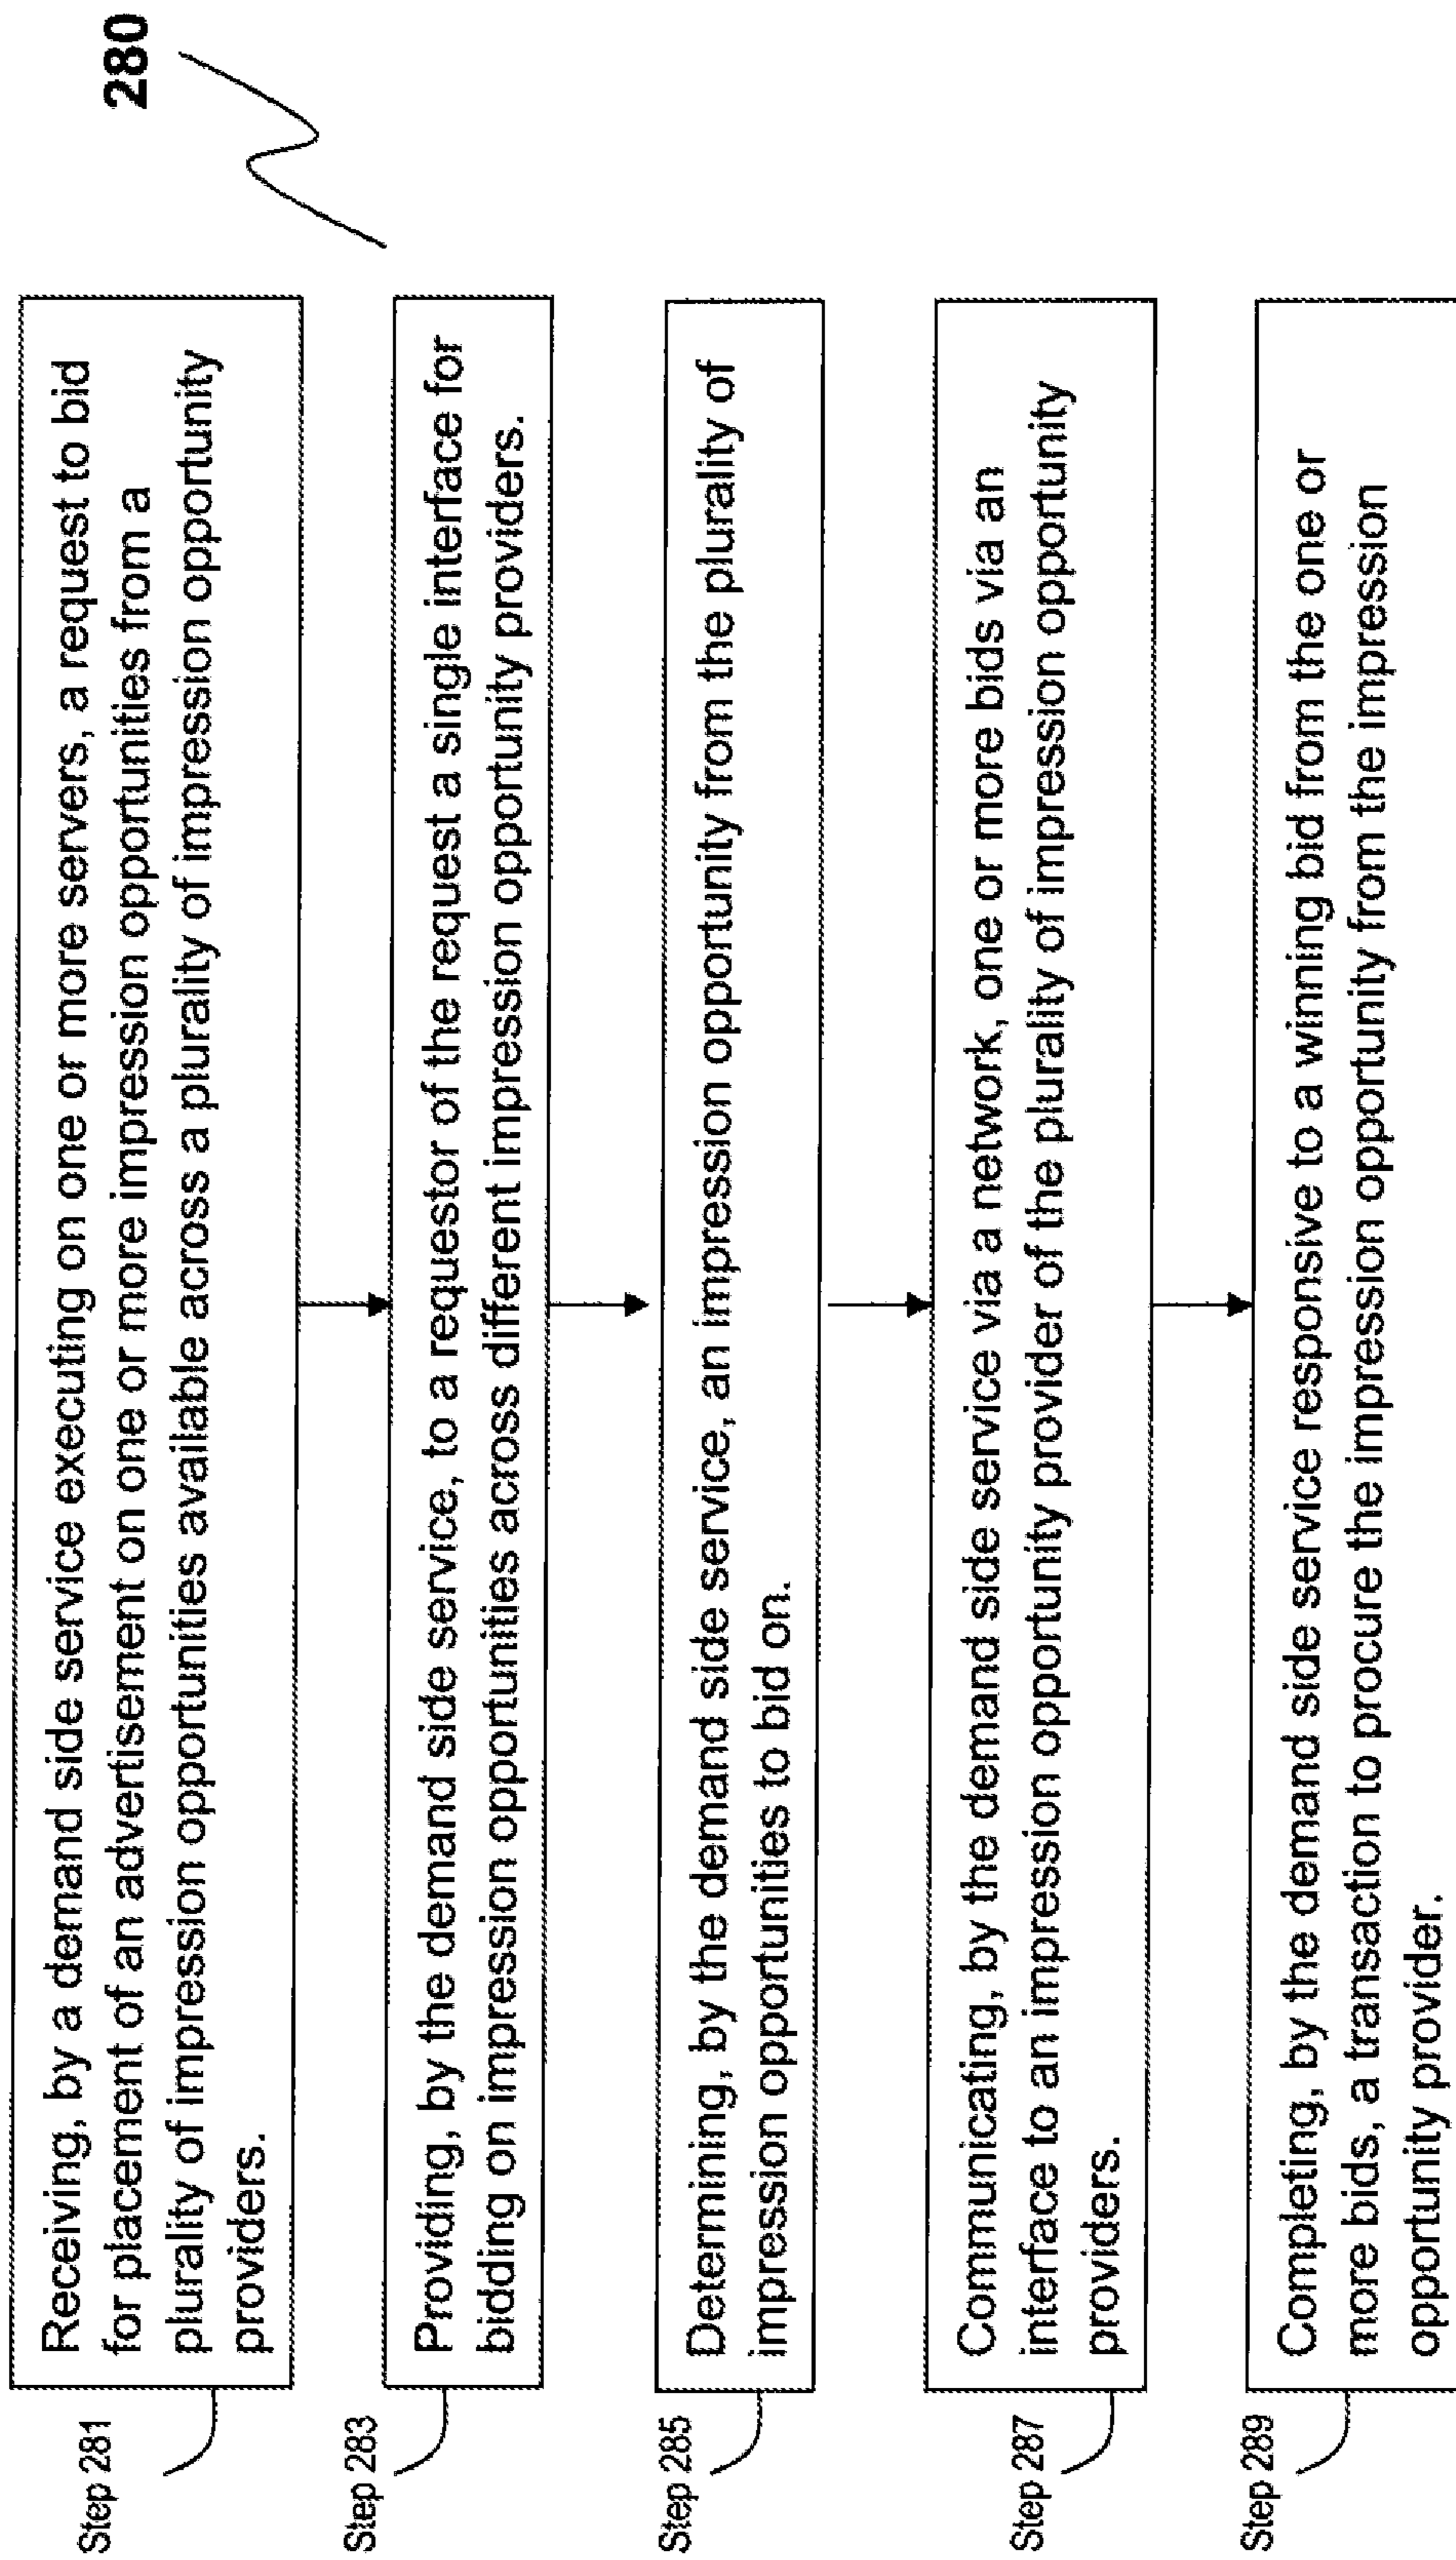 280
Step 281
Receiving, by a demand side service executing on one or more servers, a request to bid
for placement of an advertisement on one or more impression opportunities from a
plurality of impression opportunities available across a plurality of impression opportunity
providers.
Step 283
Providing, by the demand side service, to a requestor of the request a single interface for
bidding on impression opportunities across different impression opportunity providers.
Step 285
Determining, by the demand side service, an impression opportunity from the plurality of
impression opportunities to bid on.
Step 287
Communicating, by the demand side service via a network, one or more bids via an
interface to an impression opportunity provider of the plurality of impression opportunity
providers.
Step 289
Completing, by the demand side service responsive to a winning bid from the one or
more bids, a transaction to procure the impression opportunity from the impression
opportunity provider.